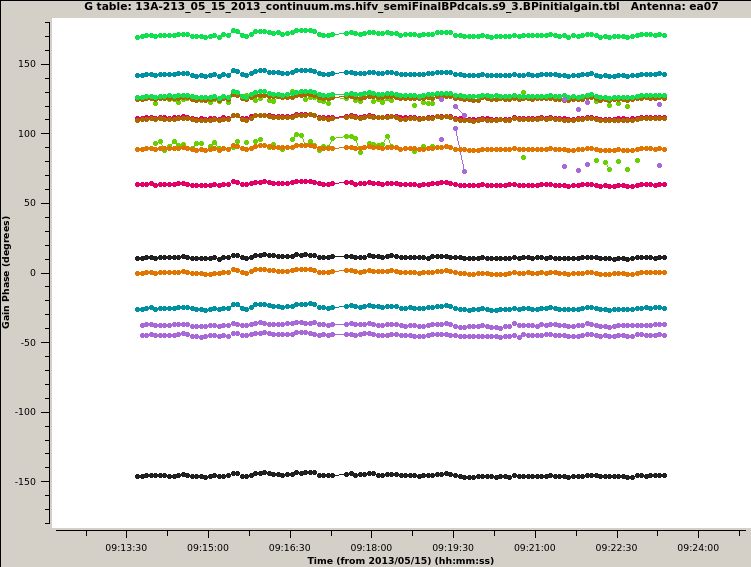 G table: 13A-213_05_15_2013_continuum.ms.hifv_semiFinalBPdcals.s9_3.BPinitialgain.tbl   Antenna: ea07
Gain Phase (degrees)
150
100
50
0
-50
-100
-150
09:13:30 09:15:00 09:16:30 09:18:00 09:19:30 09:21:00 09:22:30 09:24:00
Time (from 2013/05/15) (hh:mm:ss)